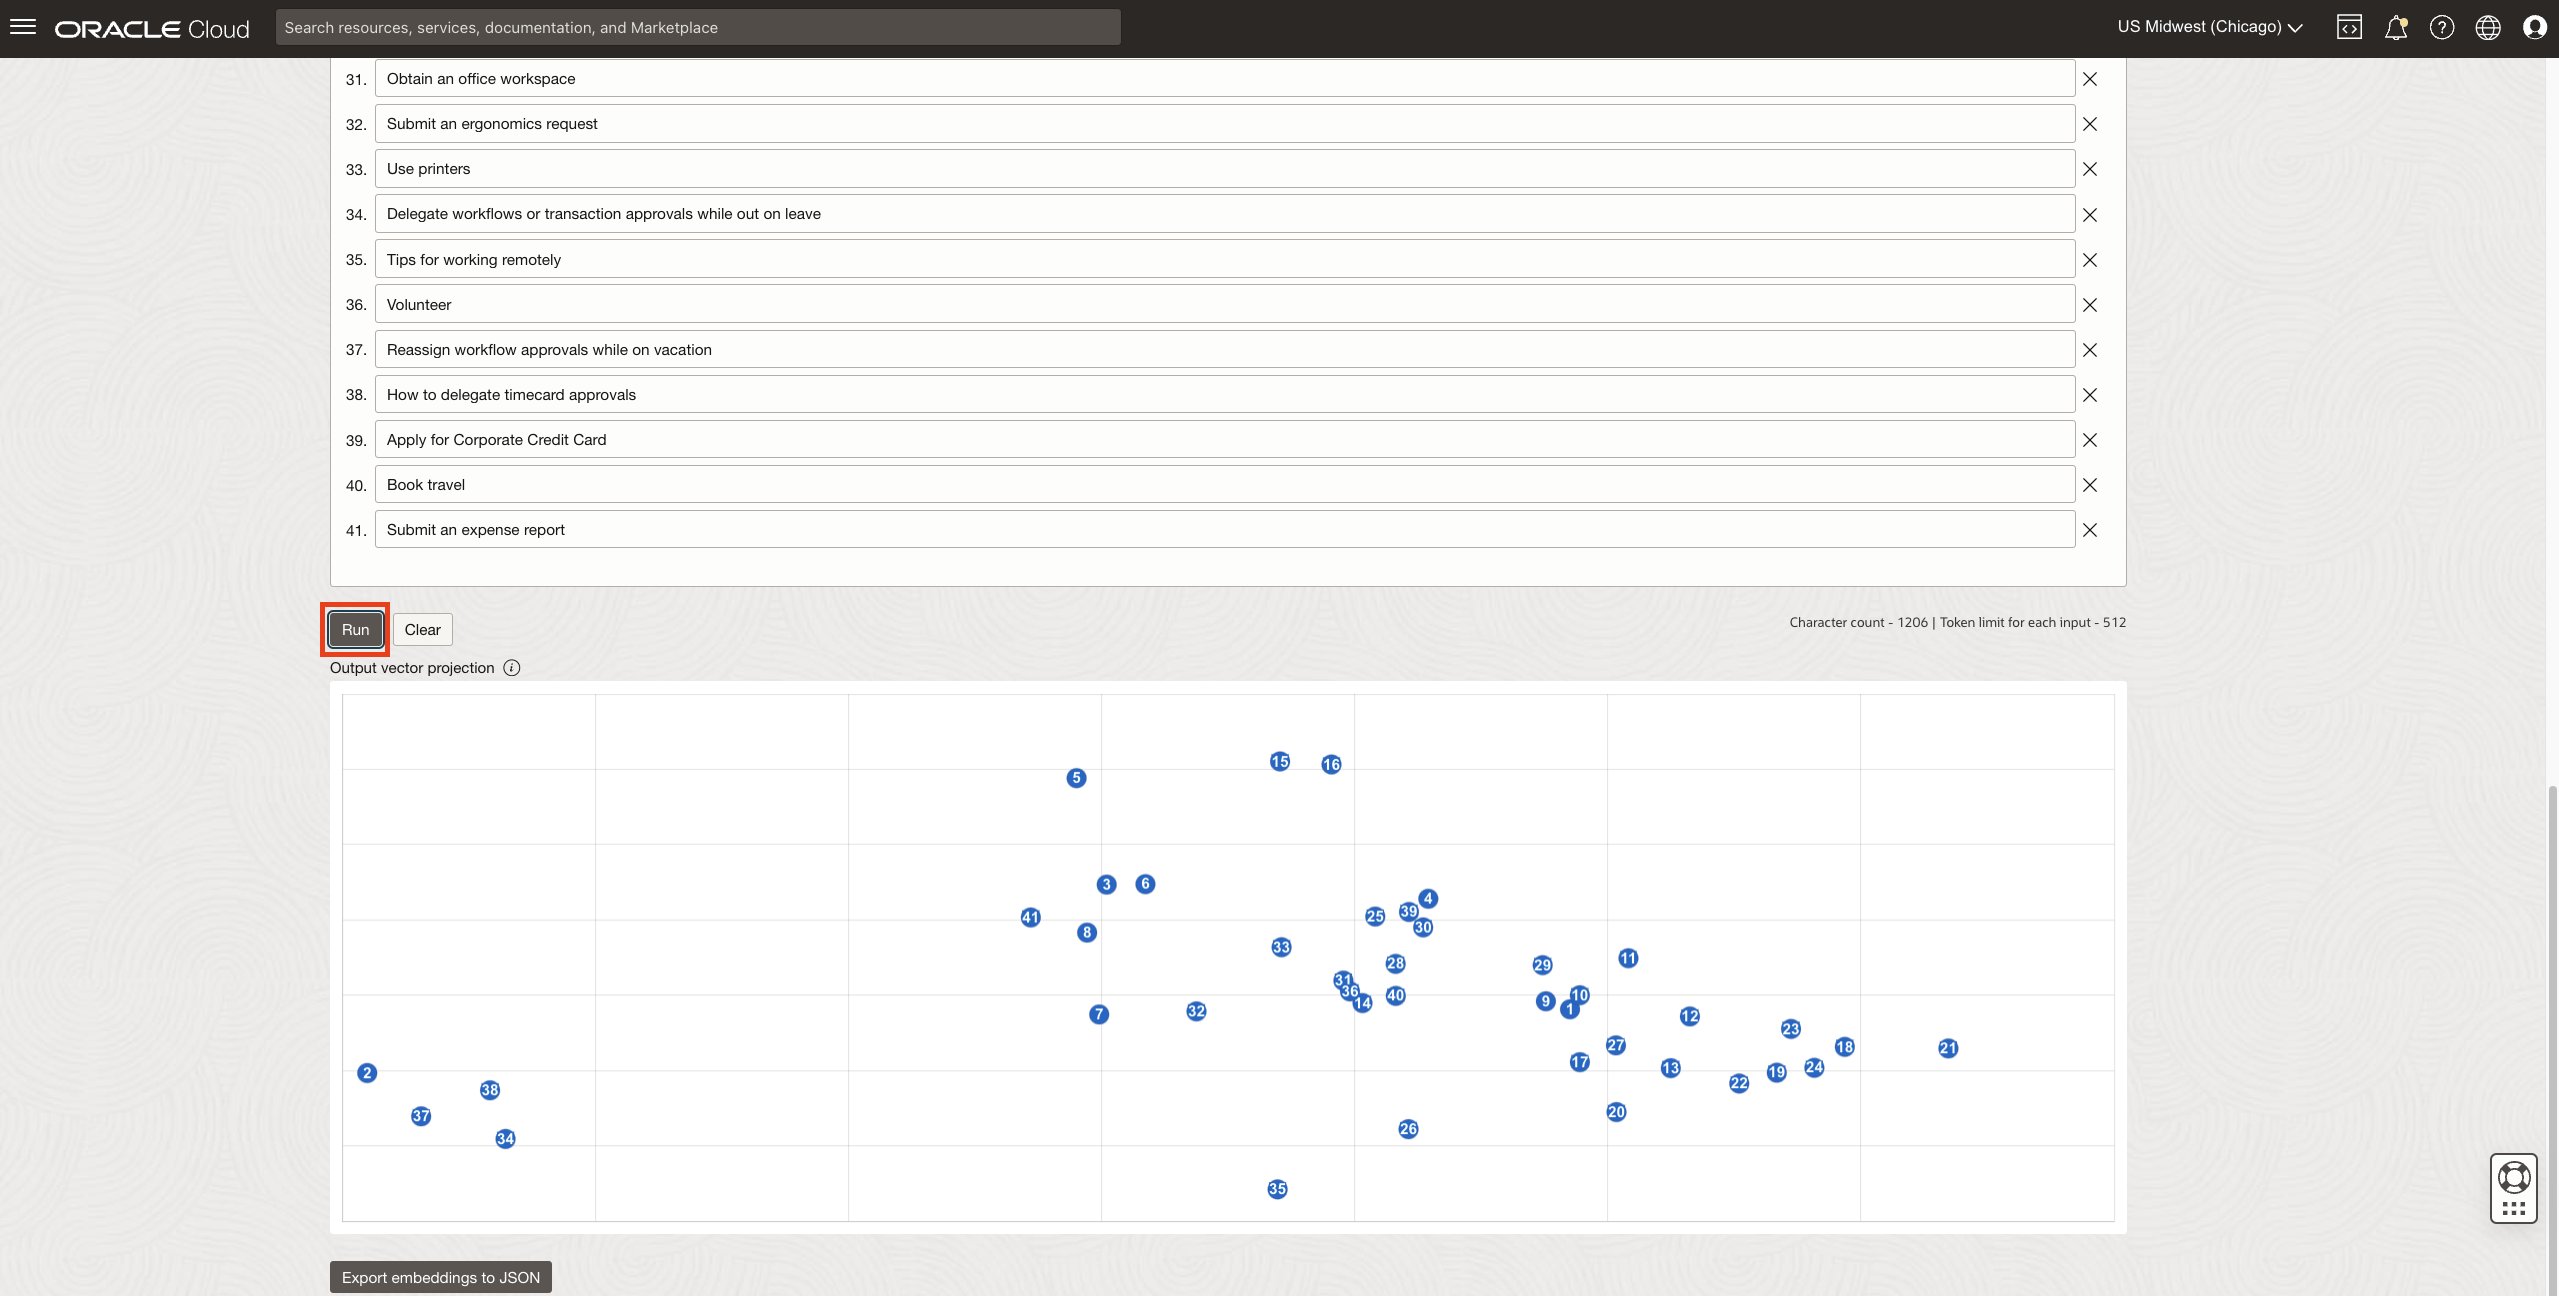 ORACLE Cloud
Search resources, services, documentation, and Marketplace
US Midwest (Chicago)
31. Obtain an office workspace
32. Submit an ergonomics request
33. Use printers
34. Delegate workflows or transaction approvals while out on leave
35. Tips for working remotely
36. Volunteer
37. Reassign workflow approvals while on vacation
38. How to delegate timecard approvals
39. Apply for Corporate Credit Card
40. Book travel
41. Submit an expense report
Run
Clear
Character count - 1206 | Token limit for each input - 512
Output vector projection
15
16
5
3
6
4
39
25
41
30
8
33
29
11
28
31
36
40
10
14
9
1
32
7
12
23
27
18
21
17
13
24
19
2
22
38
20
37
26
34
35
Export embeddings to JSON